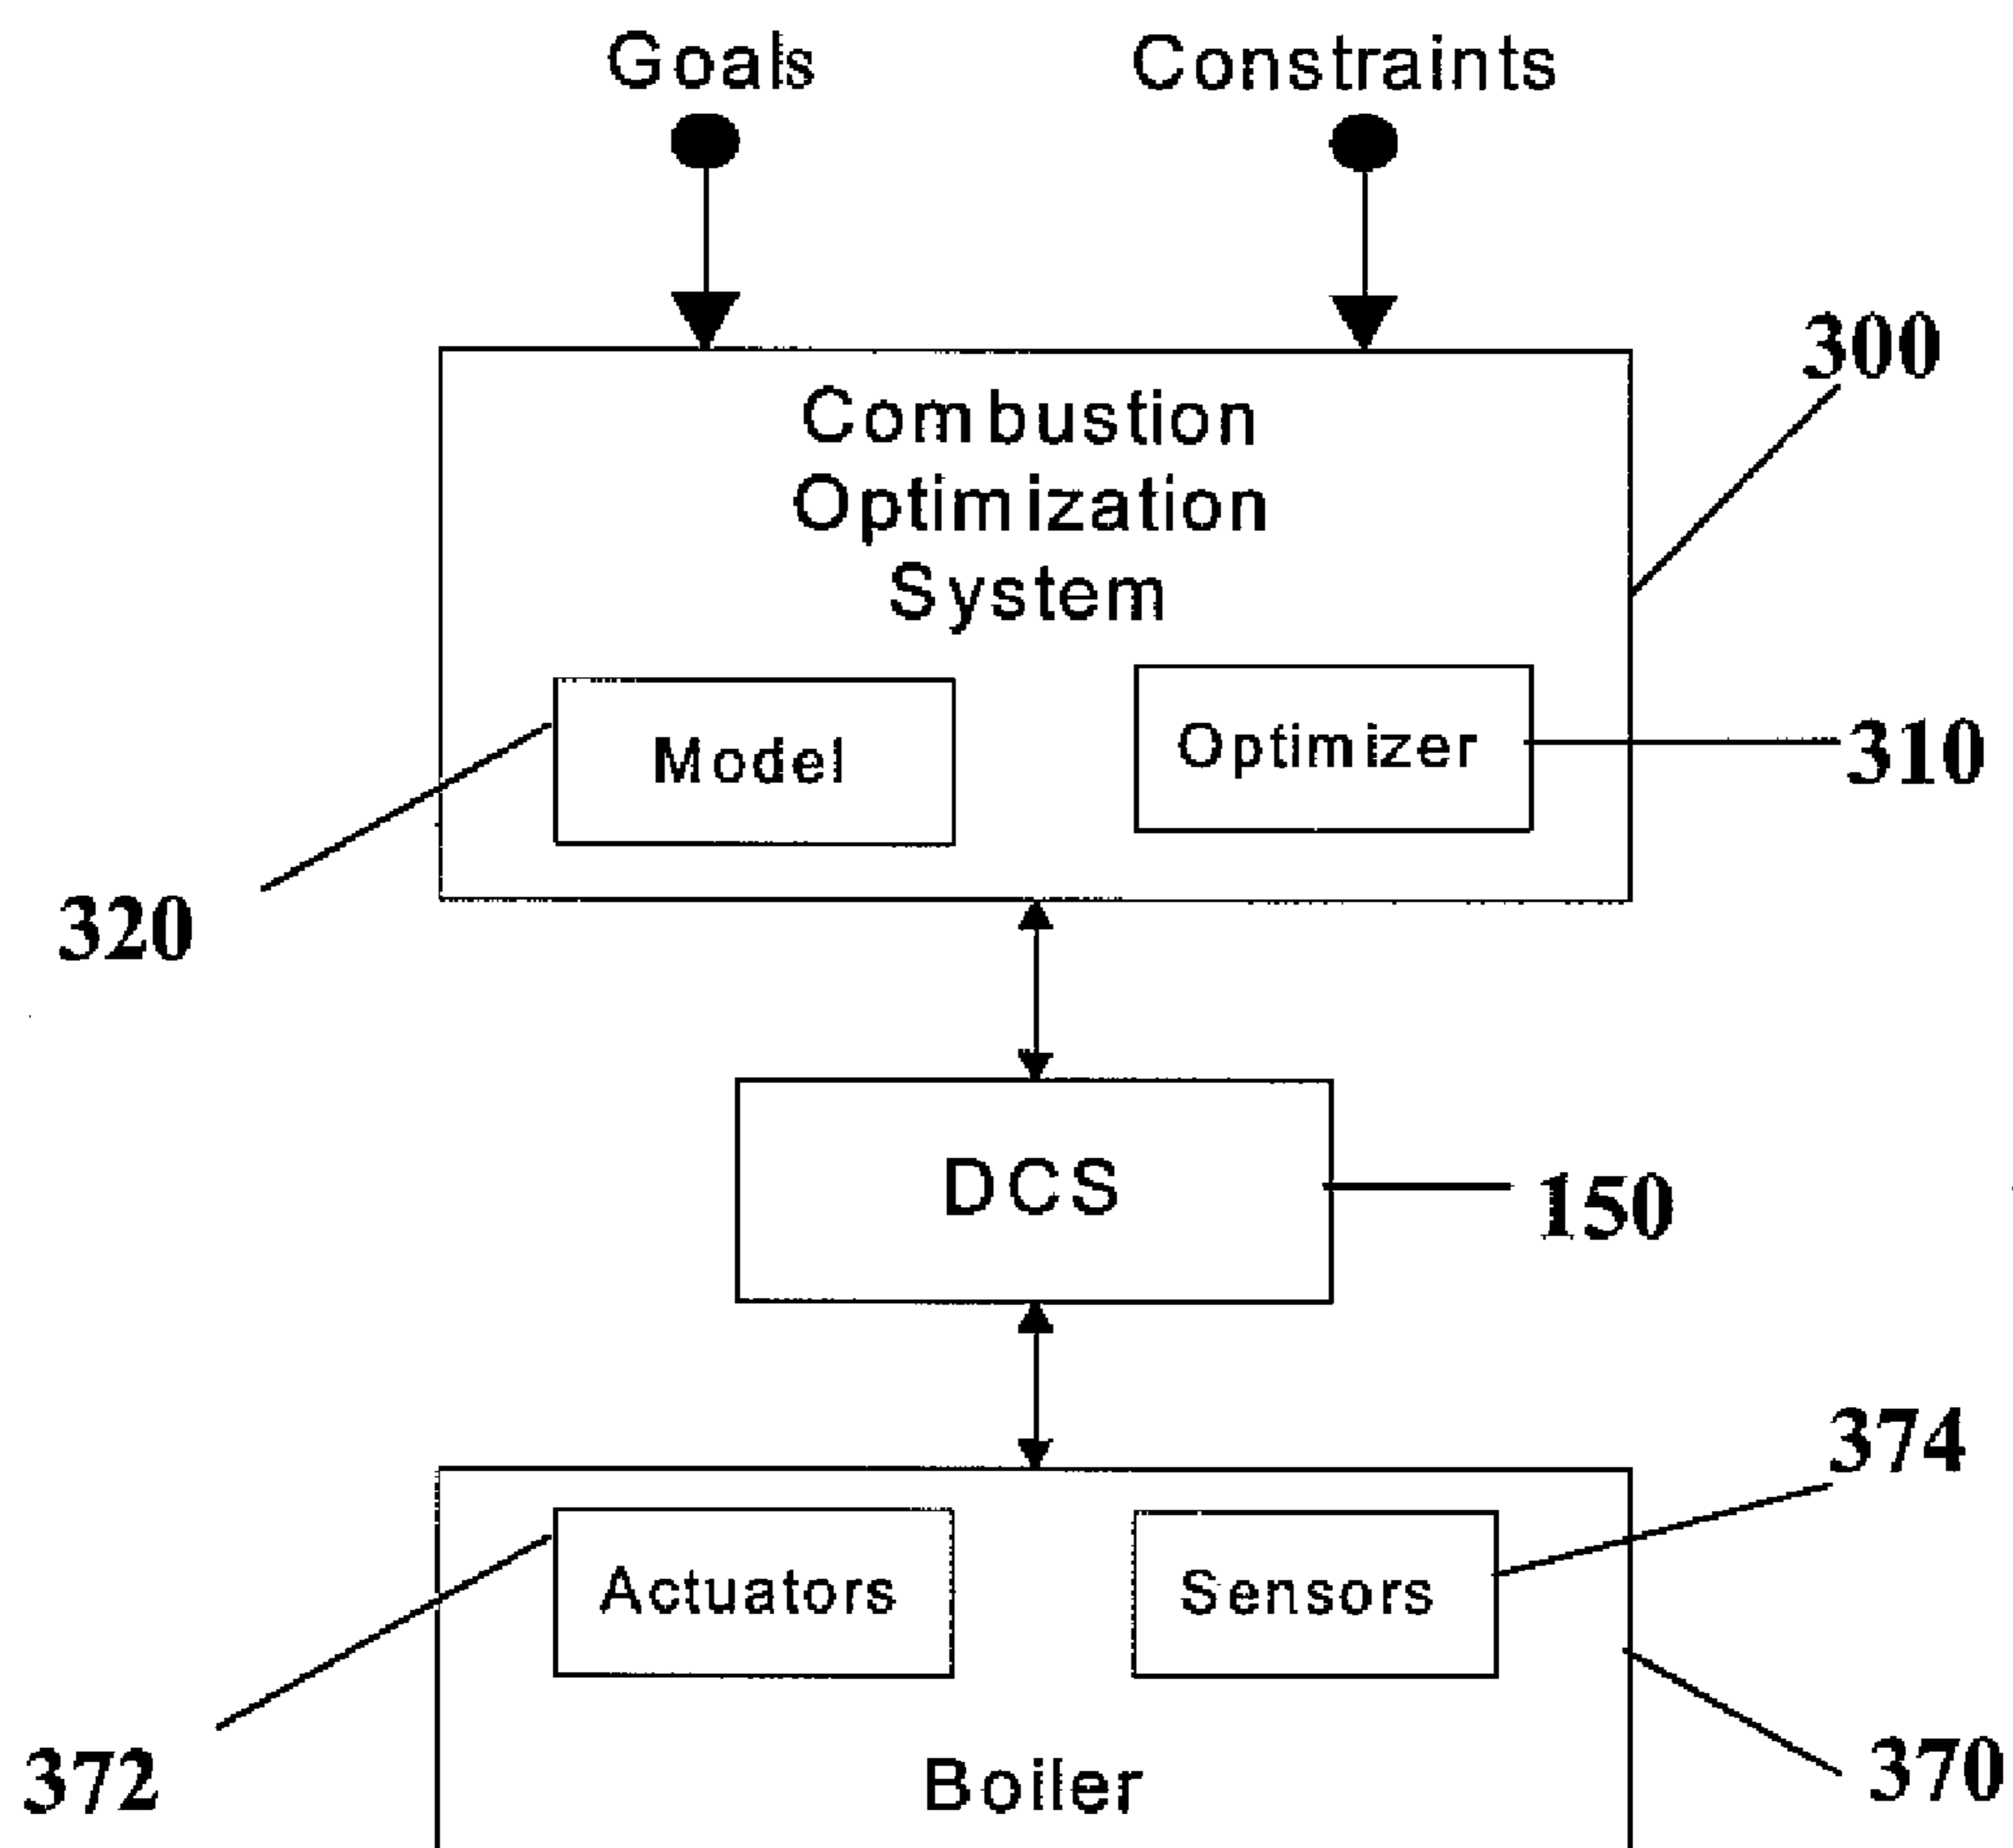 Goals Constraints
300
Combustion
Optimization
System
Model
Optimizer
310
320
DCS
150
374
Actuators
Sensors
372
Boiler
370